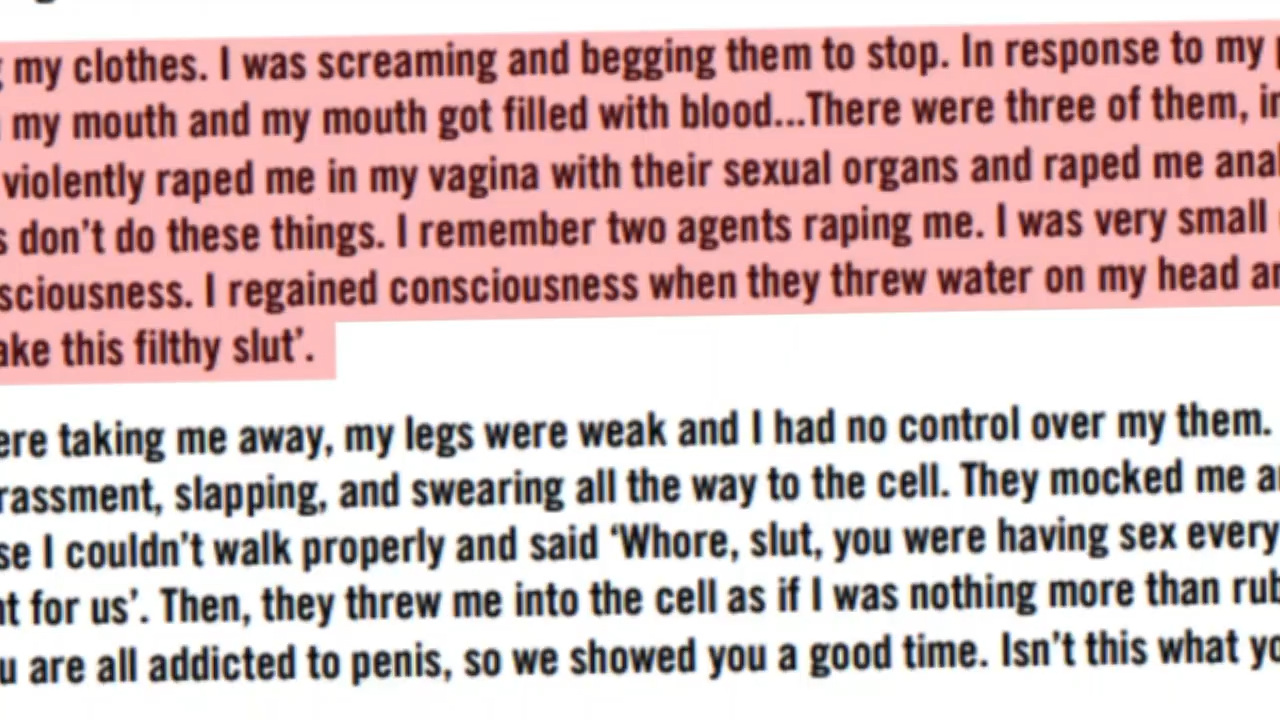 my clothes. I was screaming and begging them to stop. In response to my
my mouth and my mouth got filled with blood...There were three of them,
violently raped me in my vagina with their sexual organs and raped me
don't do these things. I remember two agents raping me. I was very small
I regained consciousness when they threw water on my head
this filthy slut'.
taking me away, my legs were weak and I had no control over my them.
slapping, and swearing all the way to the cell. They mocked me
I couldn't walk properly and said ‘Whore, slut, you were having sex every
for us’. Then, they threw me into the cell as if I was nothing more than
are all addicted to penis, so we showed you a good time. Isn't this what